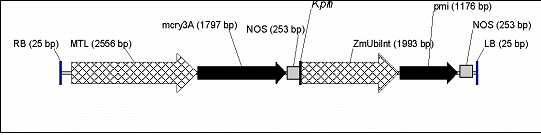 KpnI
pmi (1176 bp)
mcry3A (1797 bp)
NOS (253 bp)
NOS (253 bp)
RB (25 bp)
MTL (2556 bp)
ZmUbiInt (1993 bp)
LB (25 bp)